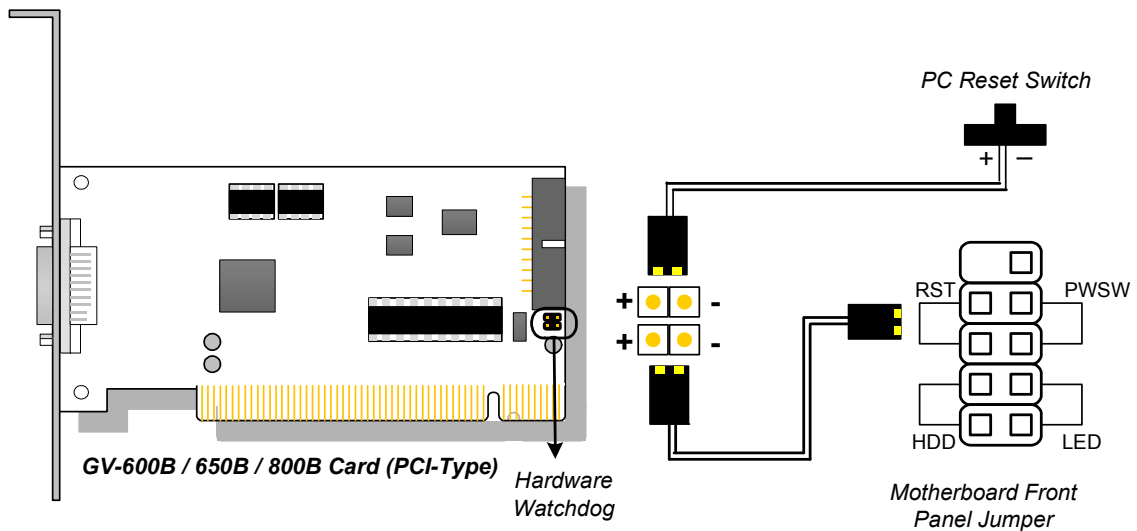 PC Reset Switch
+ –
+ -
+ -
RST PWSW
HDD LED
GV-600B / 650B / 800B Card (PCI-Type)
Hardware
Watchdog
Motherboard Front
Panel Jumper